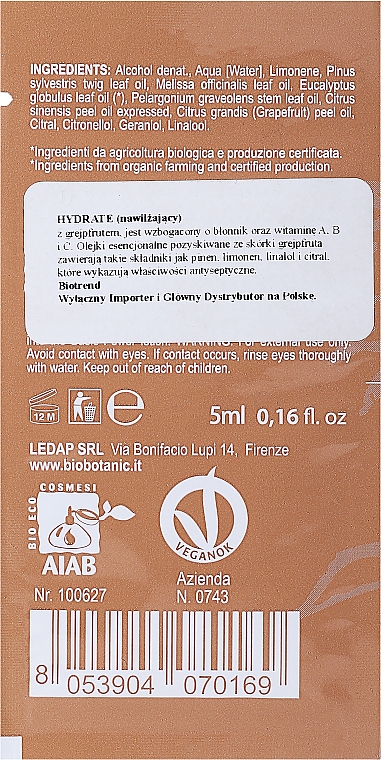 INGREDIENTS: Alcohol denat., Aqua [Water], Limonene, Pinus
sylvestris twig leaf oil, Melissa officinalis leaf oil, Eucalyptus
globulus leaf oil (*), Pelargonium graveolens stem leaf oil, Citrus
sinensis peel oil expressed, Citrus grandis (Grapefruit) peel oil,
Citral, Citronellol, Geraniol, Linalool.
*Ingredienti da agricoltura biologica e produzione certificata.
*Ingredients from organic farming and certified production.
HYDRATE (nawilżający)
z grejpfrutem, jest wzbogacony o błonnik oraz witaminę A, B
i C. Olejki esencjonalne pozyskiwane ze skórki grejpfruta
zawierają takie składniki jak pinen, limonen, linalol i citral,
które wykazują właściwości antyseptyczne.
Biotrend
Wyłączny Importer i Główny Dystrybutor na Polskę.
WARNING: For external use only.
Avoid contact with eyes. If contact occurs, rinse eyes thoroughly
with water. Keep out of reach of children.
12 M
e
5ml 0,16 fl. oz
LEDAP SRL Via Bonifacio Lupi 14, Firenze
www.biobotanic.it
COSMESI
BIO ECO
AIAB
VEGANOK
Nr. 100627
Azienda
N. 0743
8 053904 070169